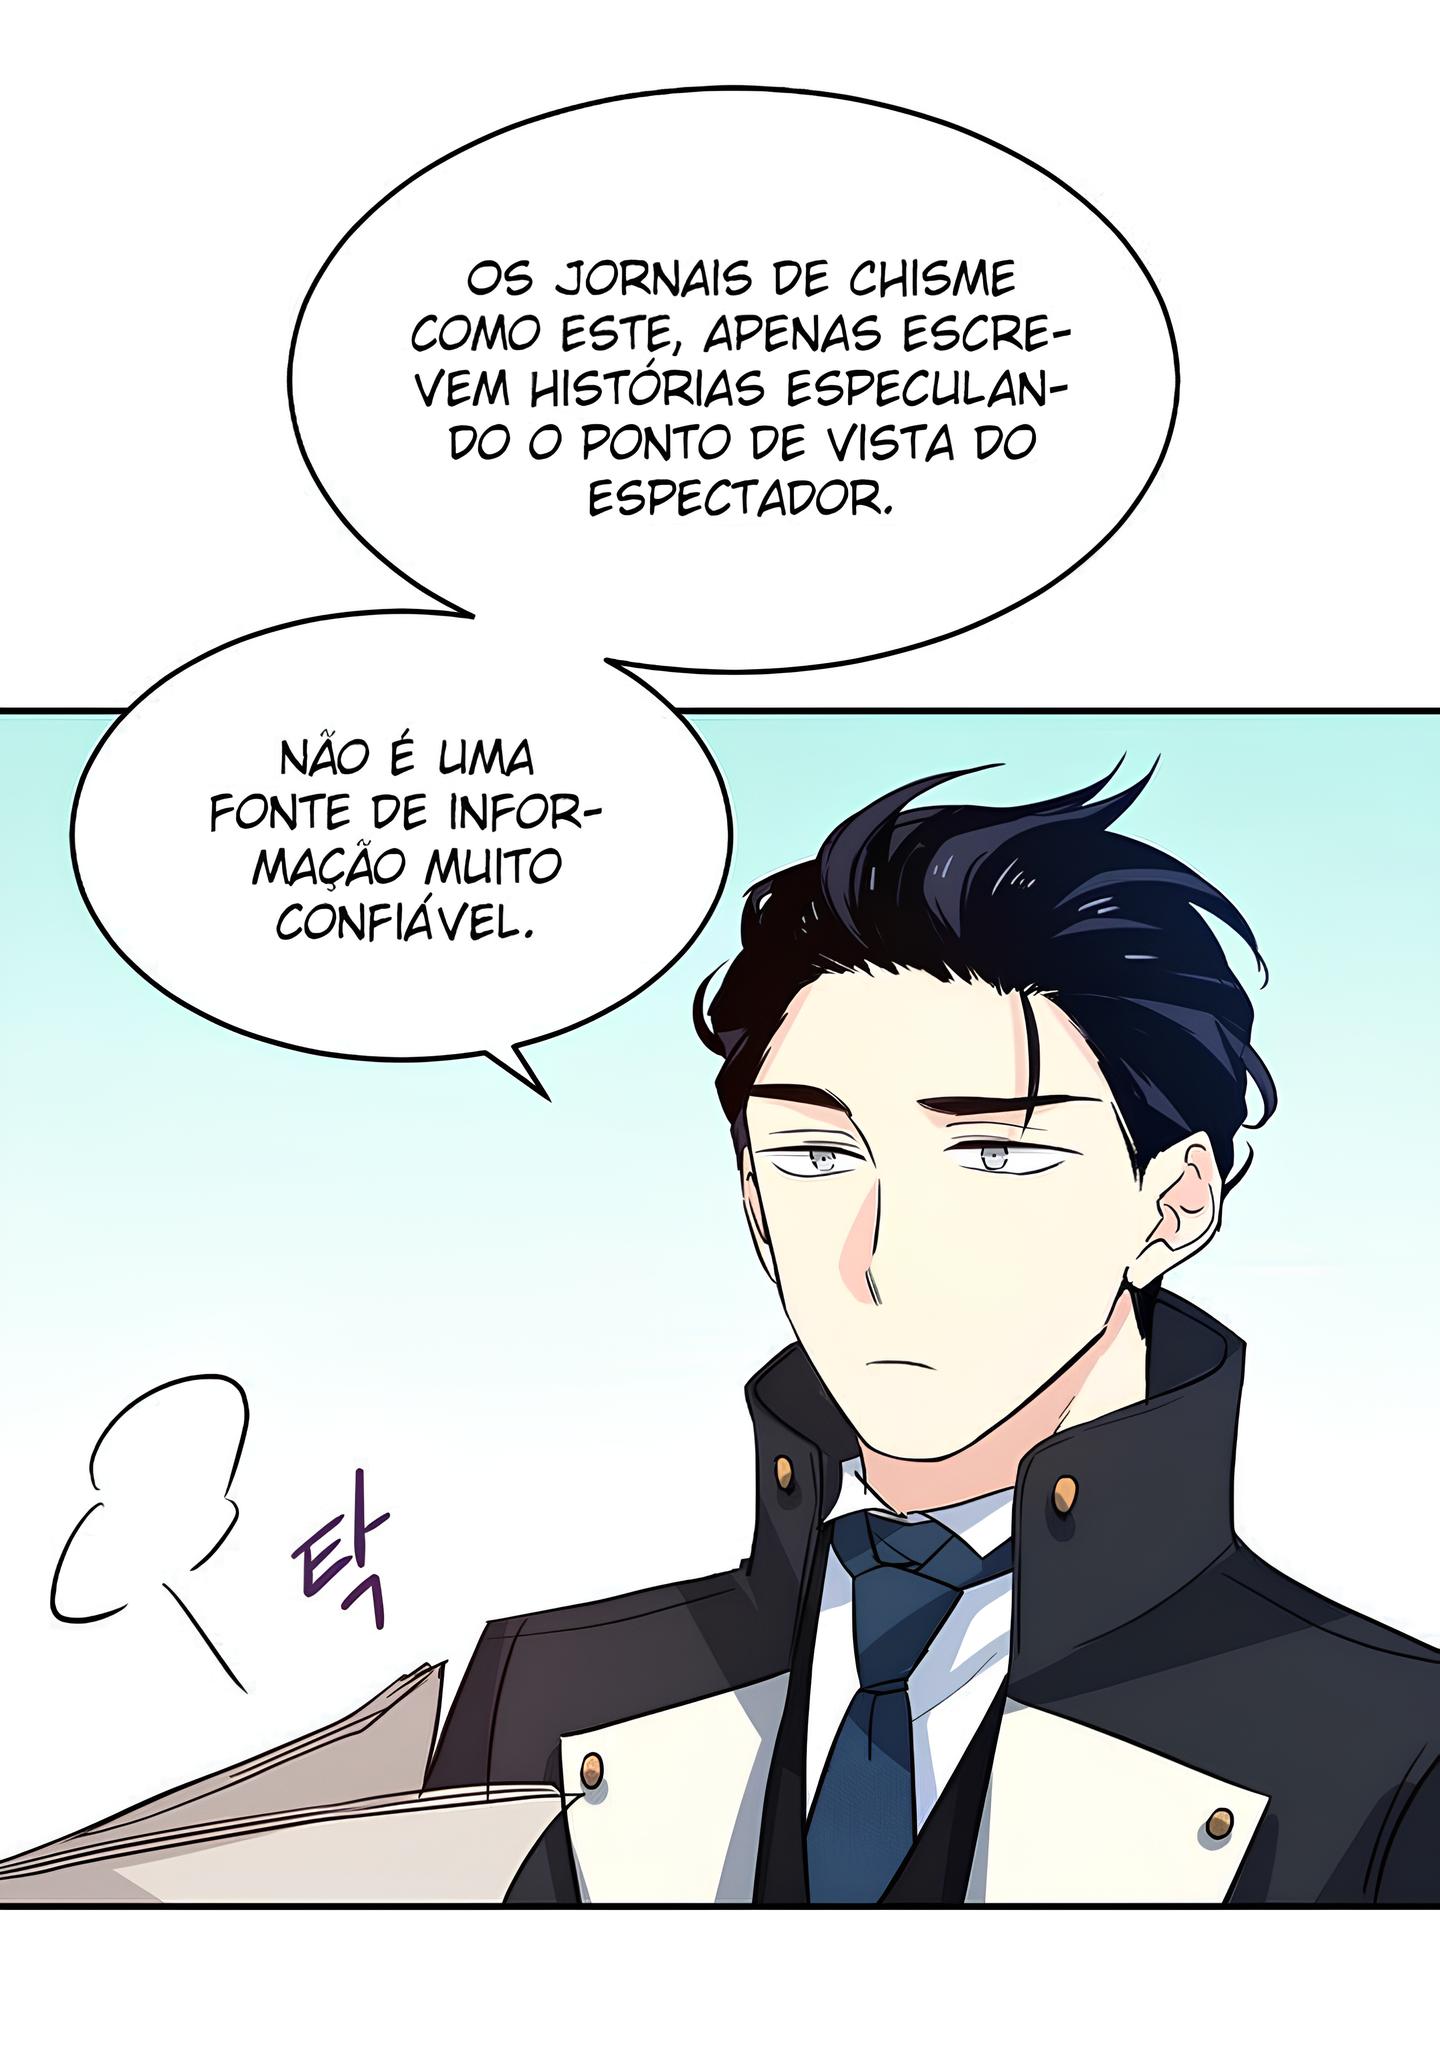 OS JORNAIS DE CHISME
COMO ESTE, APENAS ESCRE-
VEM HISTÓRIAS ESPECULAN-
DO O PONTO DE VISTA DO
ESPECTADOR.
NÃO É UMA
FONTE DE INFOR-
MAÇÃO MUITO
CONFIÁVEL.
탁